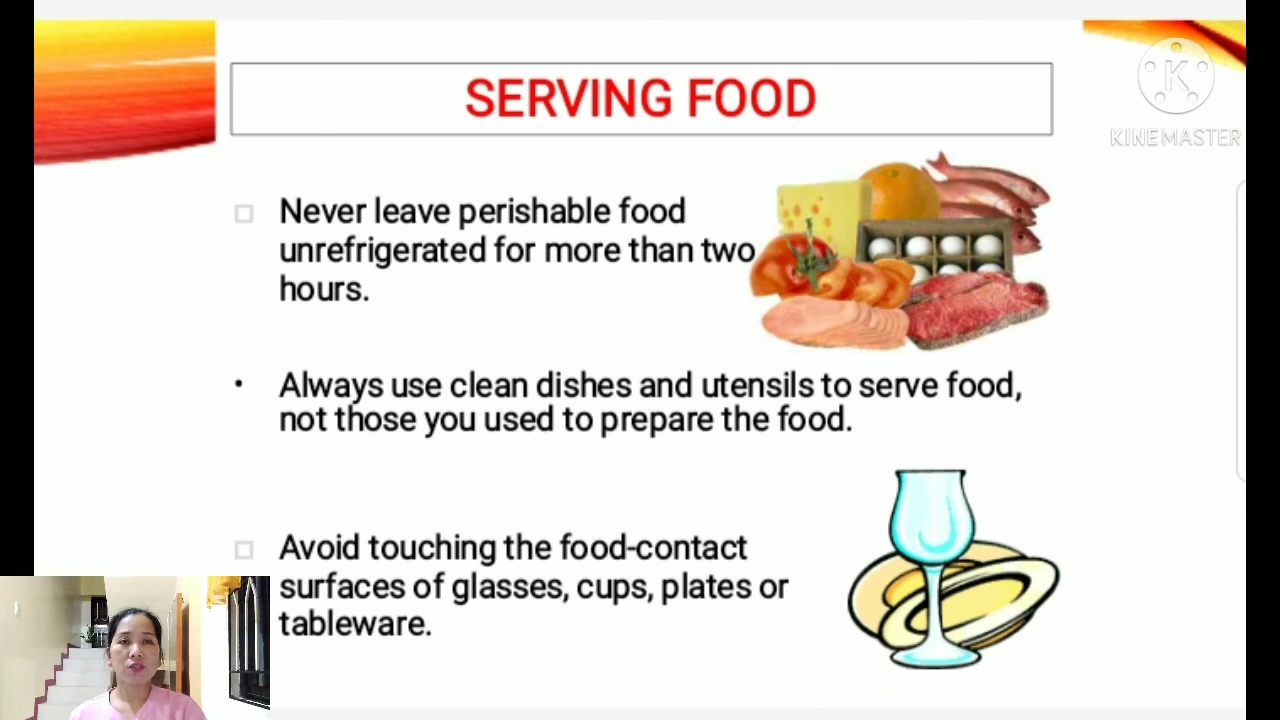 SERVING FOOD
K
KINEMASTER
Never leave perishable food
unrefrigerated for more than two
hours.
Always use clean dishes and utensils to serve food,
not those you used to prepare the food.
Avoid touching the food-contact
surfaces of glasses, cups, plates or
tableware.